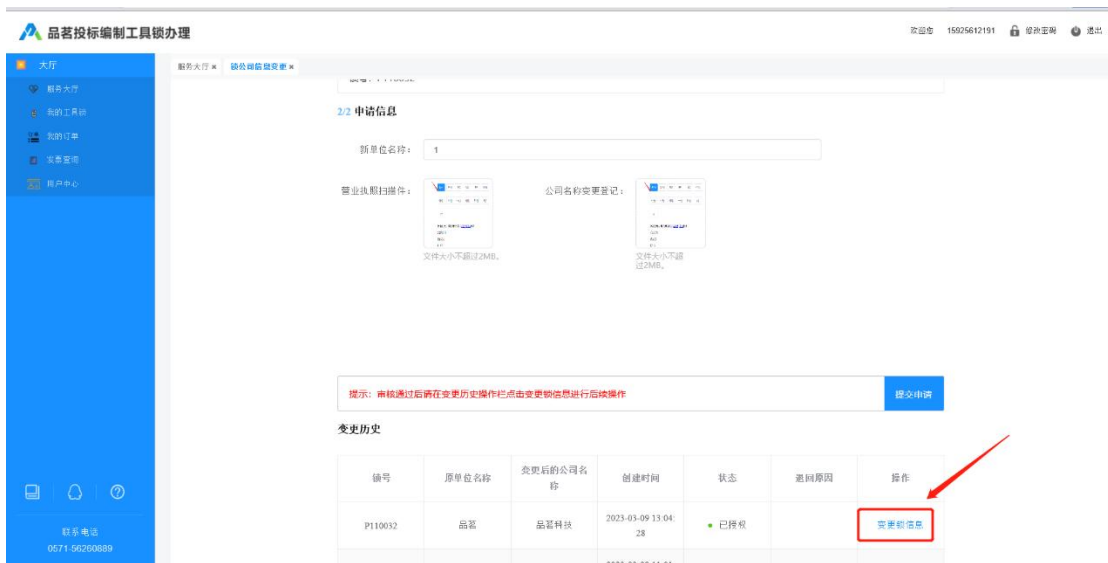 品茗投标编制工具锁办理
欢迎您 15925612191 修改密码 退出
大厅
服务大厅 × 锁公司信息变更 ×
服务大厅
我的工具锁
我的订单
发票查询
用户中心
2/2 申请信息
新单位名称： 1
营业执照扫描件：
公司名称变更登记：
文件大小不超过2MB。
文件大小不超
过2MB。
提示：审核通过后请在变更历史操作栏点击变更锁信息进行后续操作
提交申请
变更历史
锁号 原单位名称 变更后的公司名称 创建时间 状态 退回原因 操作
P110032 品茗 品茗科技 2023-03-09 13:04:28 已授权 变更锁信息
联系电话
0571-56260889